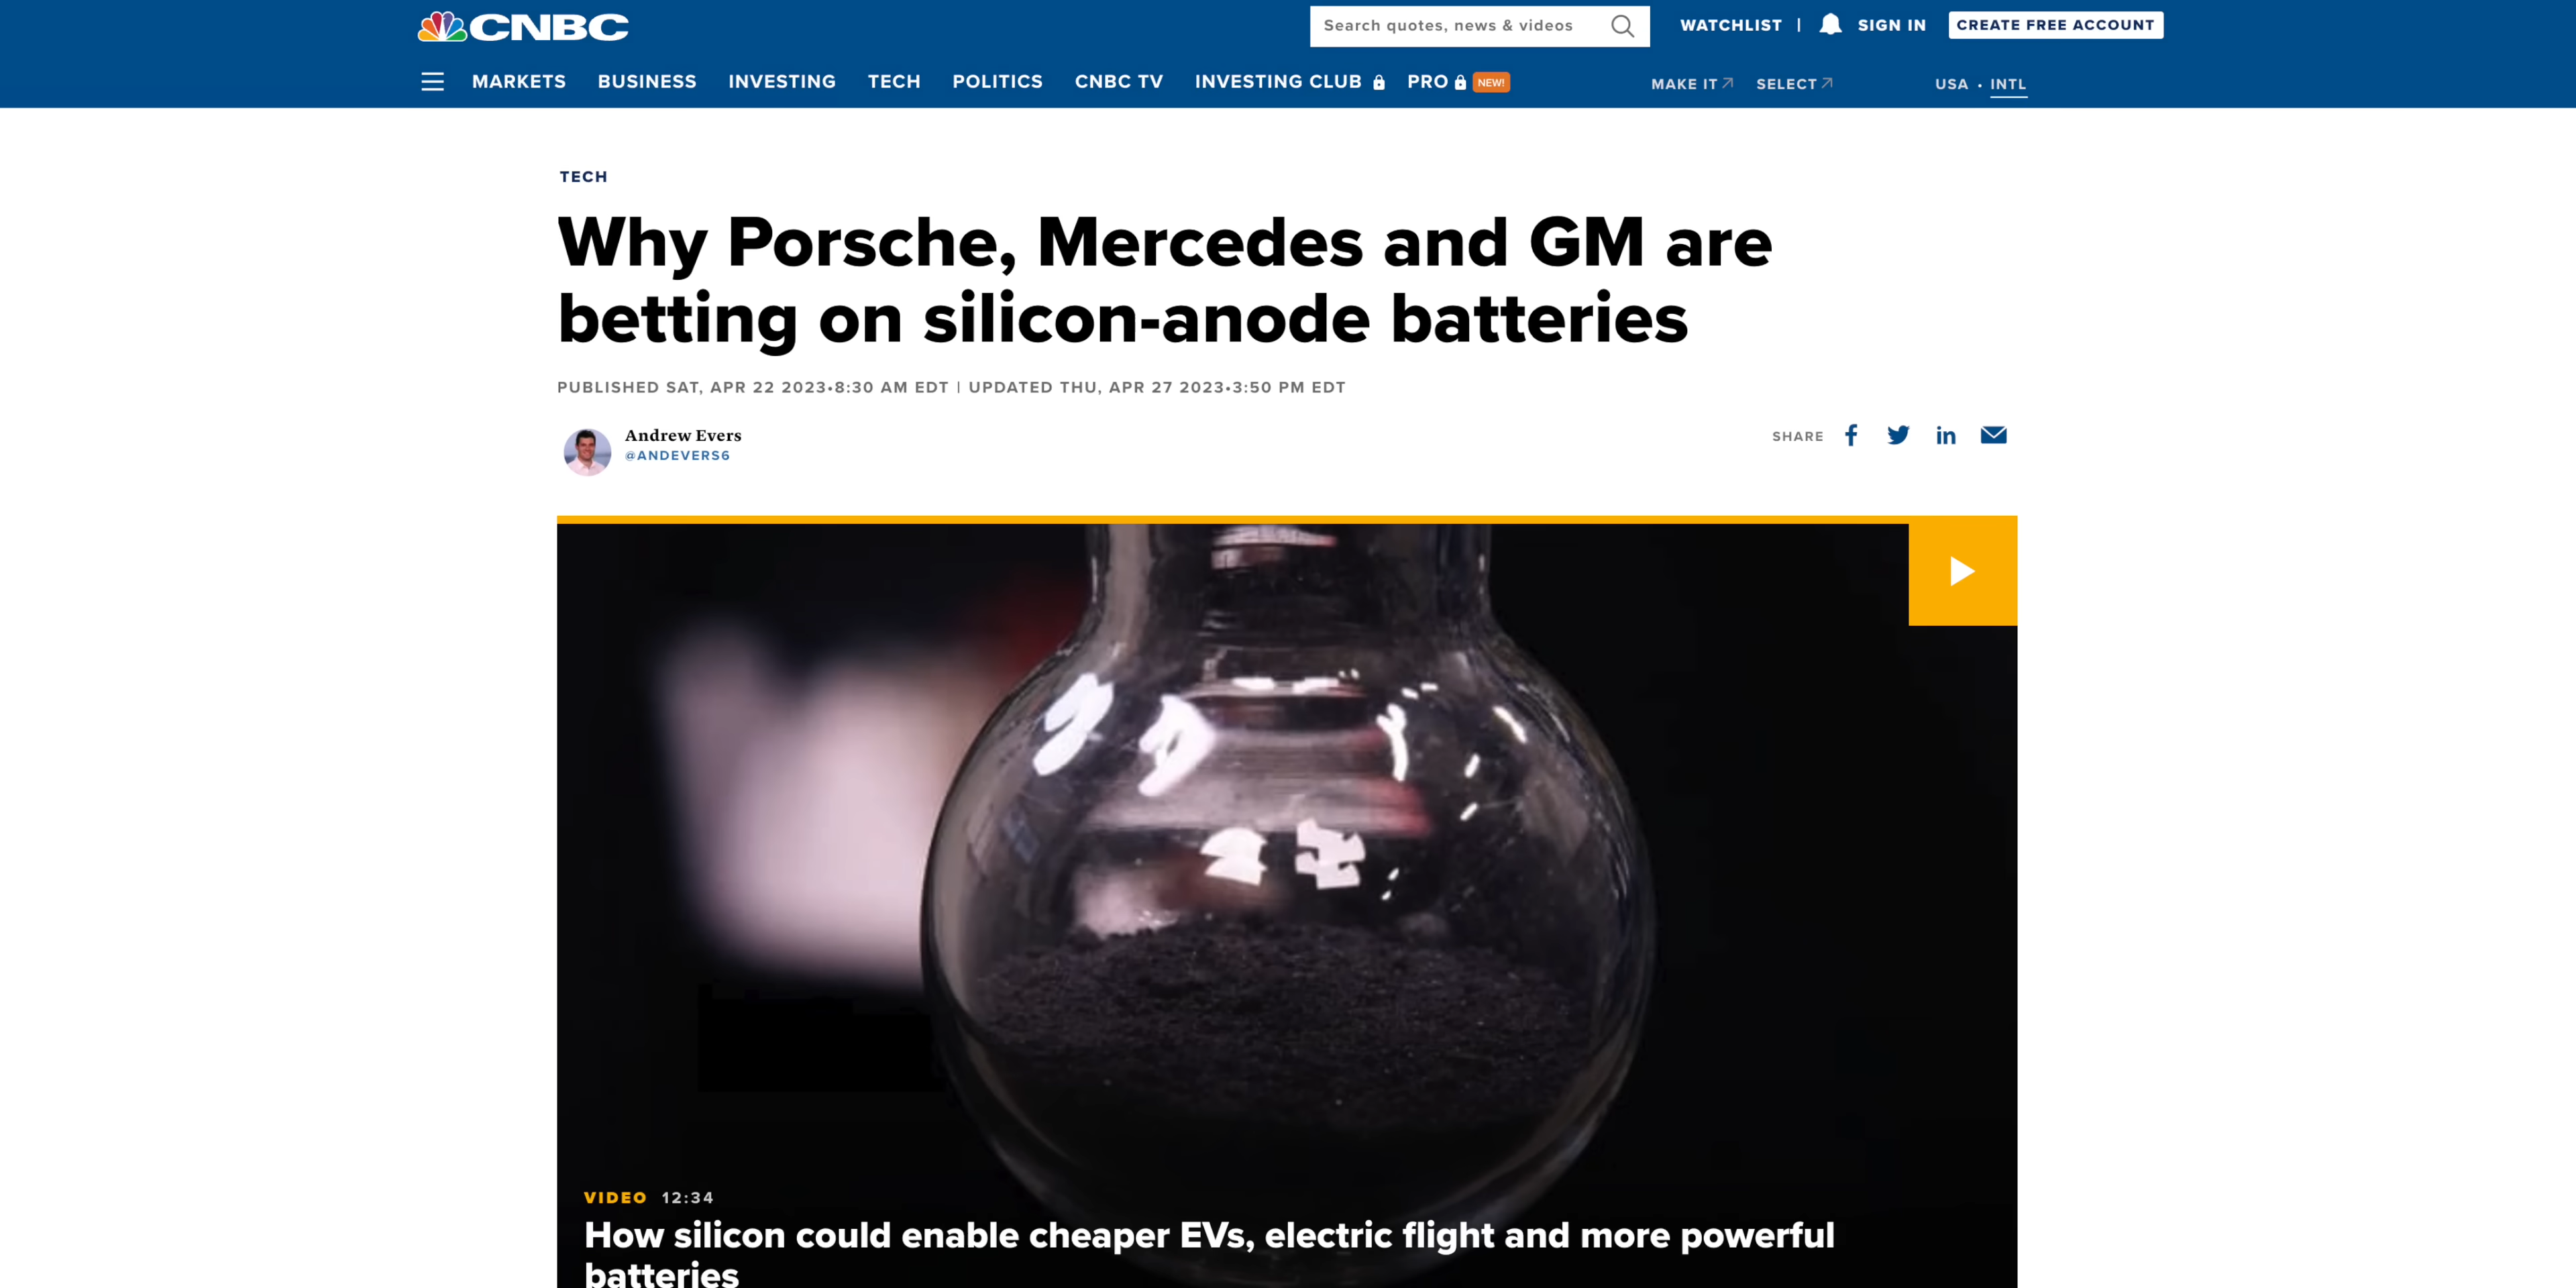 CNBC
Search quotes, news & videos
WATCHLIST |
SIGN IN
CREATE FREE ACCOUNT
MARKETS
BUSINESS
INVESTING
TECH
POLITICS
CNBC TV
INVESTING CLUB
PRO
NEW!
MAKE IT
SELECT
USA • INTL
TECH
Why Porsche, Mercedes and GM are
betting on silicon-anode batteries
PUBLISHED SAT, APR 22 2023•8:30 AM EDT | UPDATED THU, APR 27 2023•3:50 PM EDT
Andrew Evers
@ANDEVERS6
SHARE
VIDEO 12:34
How silicon could enable cheaper EVs, electric flight and more powerful
batteries